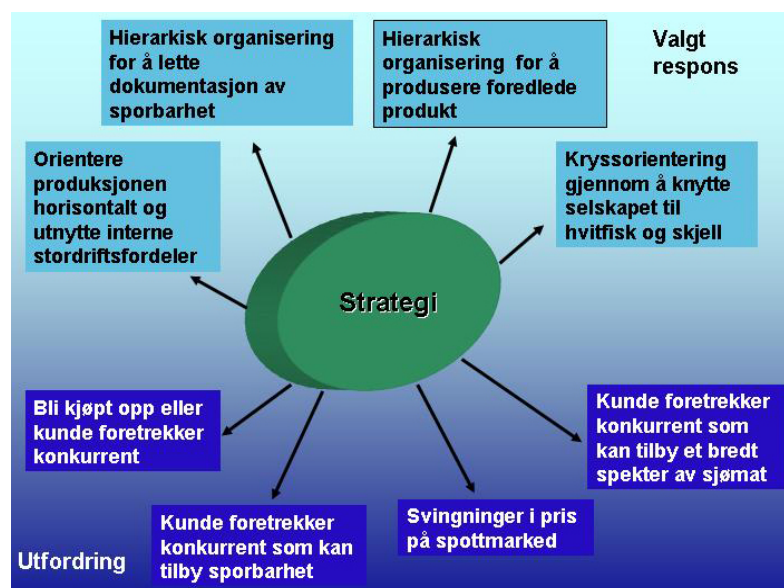 Hierarkisk organisering
for å lette
dokumentasjon av
sporbarhet
Hierarkisk
organisering for å
produsere foredlede
produkt
Valgt
respons
Orientere
produksjonen
horisontalt og
utnytte interne
stordriftsfordeler
Kryssorientering
gjennom å knytte
selskapet til
hvitfisk og skjell
Strategi
Bli kjøpt opp eller
kunde foretrekker
konkurrent
Kunde foretrekker
konkurrent som
kan tilby et bredt
spekter av sjømat
Kunde foretrekker
konkurrent som kan
tilby sporbarhet
Svingninger i pris
på spottmarked
Utfordring